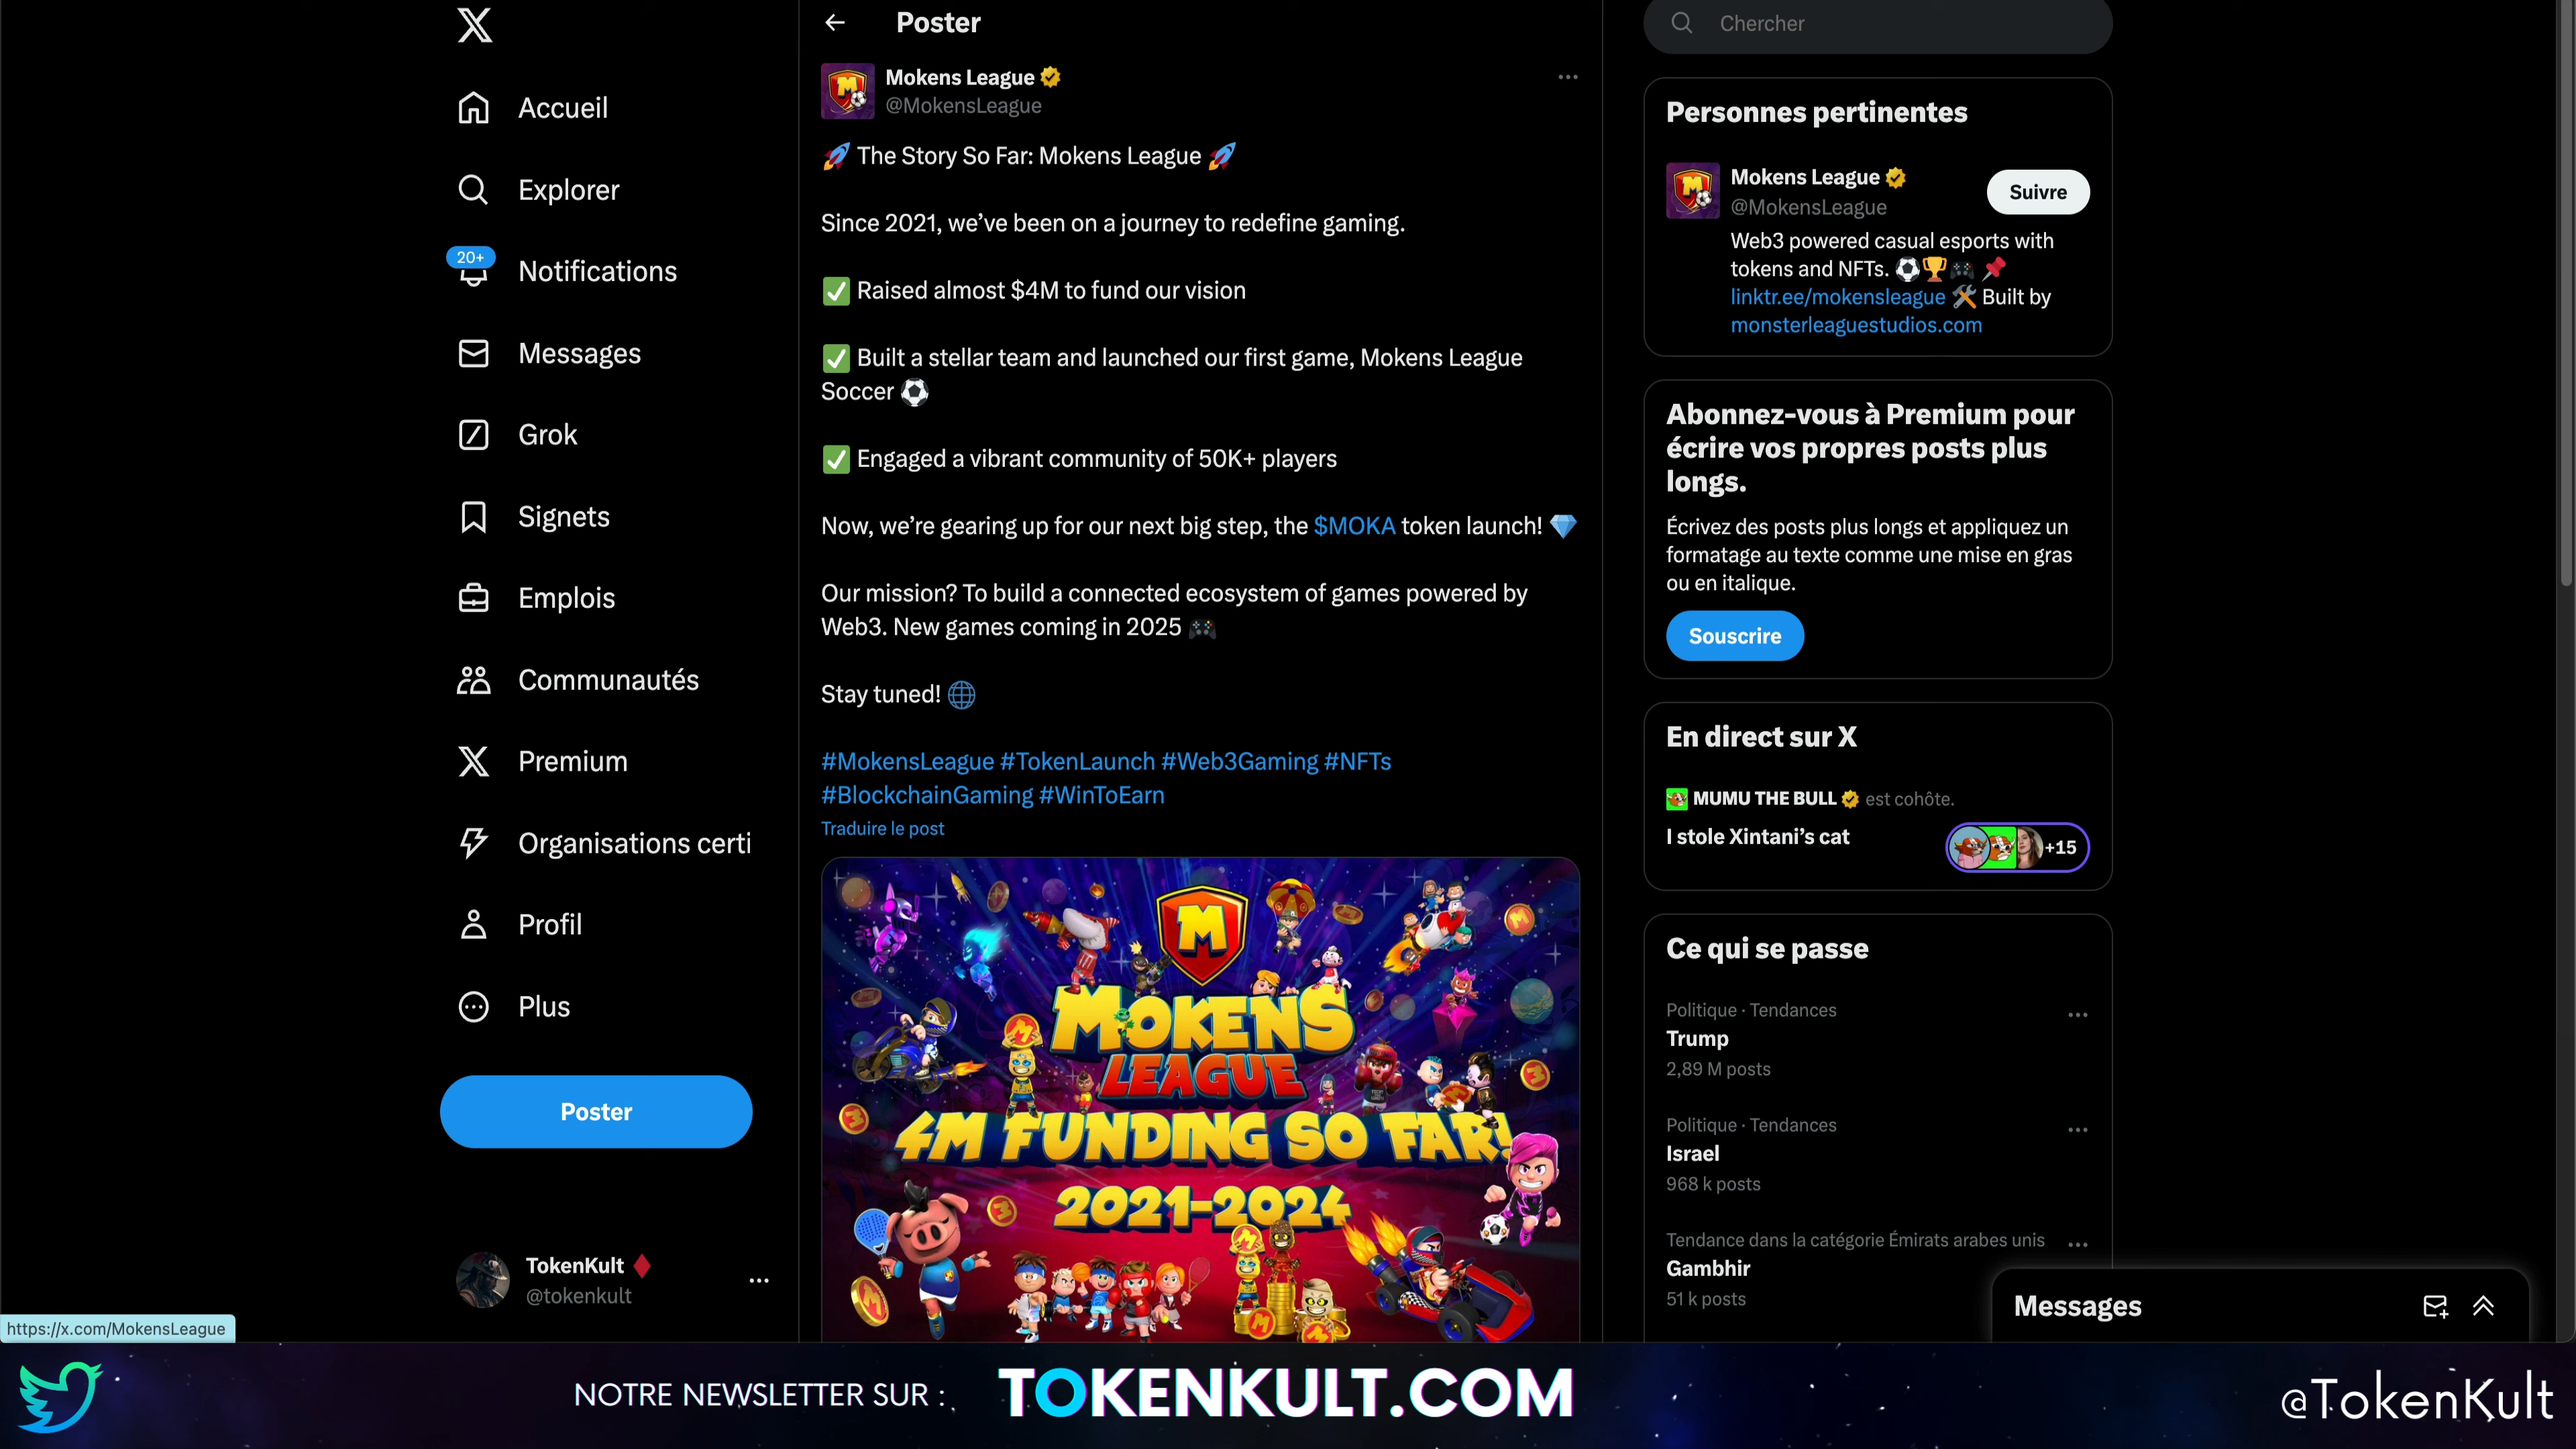 Accueil
Explorer
20+
Notifications
Messages
Grok
Signets
Emplois
Communautés
Premium
Organisations certi
Profil
Plus
Poster
TokenKult
@tokenkult
https://x.com/MokensLeague
Poster
Mokens League
@MokensLeague
🚀 The Story So Far: Mokens League 🚀
Since 2021, we’ve been on a journey to redefine gaming.
✅ Raised almost $4M to fund our vision
✅ Built a stellar team and launched our first game, Mokens League
Soccer ⚽
✅ Engaged a vibrant community of 50K+ players
Now, we’re gearing up for our next big step, the $MOKA token launch! 💎
Our mission? To build a connected ecosystem of games powered by
Web3. New games coming in 2025 🎮
Stay tuned! 🌐
#MokensLeague #TokenLaunch #Web3Gaming #NFTs
#BlockchainGaming #WinToEarn
Traduire le post
M
MOKENS
LEAGUE
4M FUNDING SO FAR!
2021-2024
Chercher
Personnes pertinentes
Mokens League
@MokensLeague
Suivre
Web3 powered casual esports with
tokens and NFTs. ⚽🏆🎮 📌
linktr.ee/mokensleague 🛠️ Built by
monsterleaguestudios.com
Abonnez-vous à Premium pour
écrire vos propres posts plus
longs.
Écrivez des posts plus longs et appliquez un
formatage au texte comme une mise en gras
ou en italique.
Souscrire
En direct sur X
MUMU THE BULL est cohôte.
I stole Xintani’s cat
+15
Ce qui se passe
Politique · Tendances
Trump
2,89 M posts
Politique · Tendances
Israel
968 k posts
Tendance dans la catégorie Émirats arabes unis
Gambhir
51 k posts
Messages
NOTRE NEWSLETTER SUR :
TOKENKULT.COM
@TokenKult